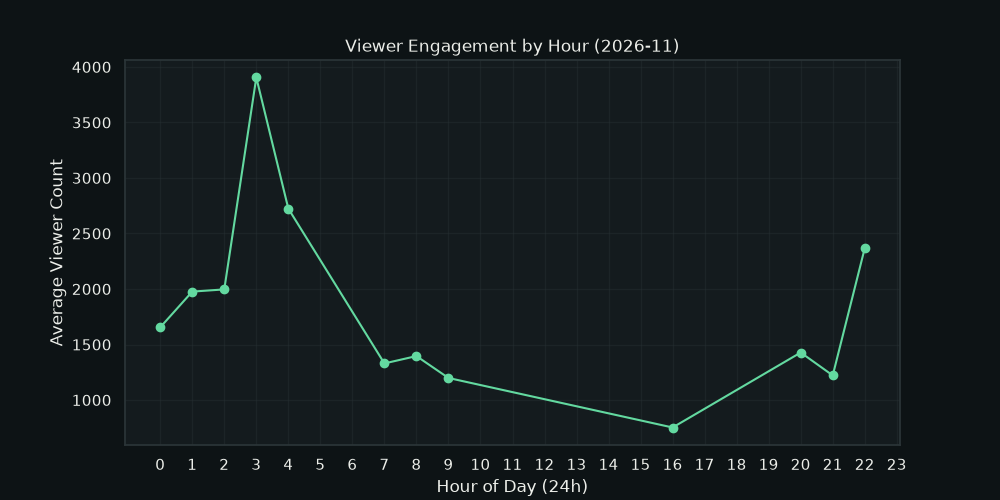 Viewer Engagement by Hour (2026-11)
4000
3500
3000
2500
2000
1500
1000
Average Viewer Count
0 1 2 3 4 5 6 7 8 9 10 11 12 13 14 15 16 17 18 19 20 21 22 23
Hour of Day (24h)